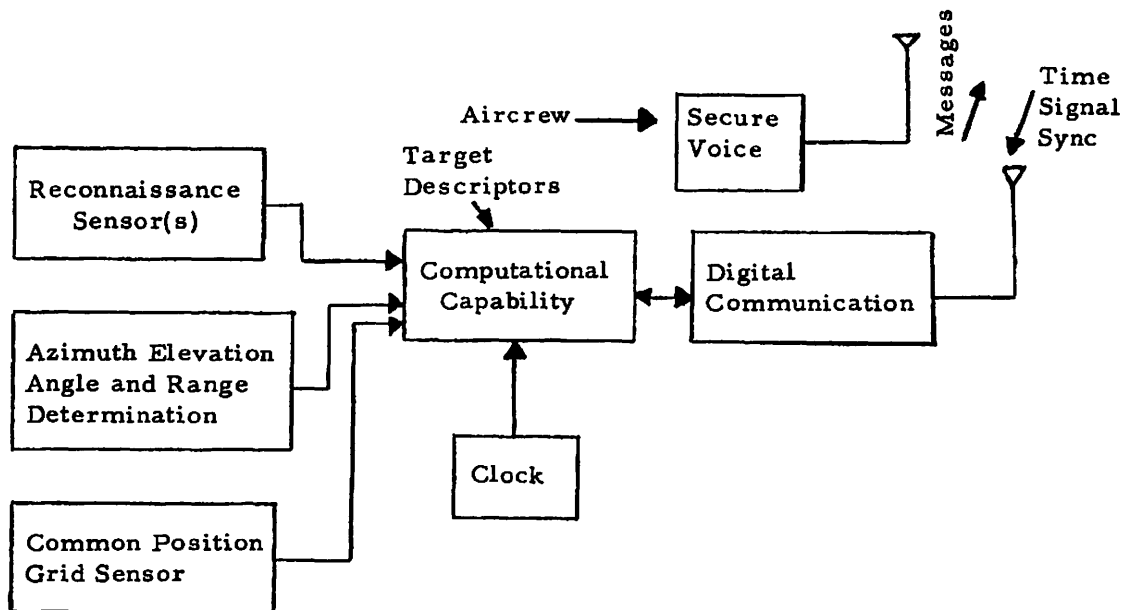 Messages
Time
Signal
Sync
Aircrew
Secure
Voice
Target
Descriptors
Reconnaissance
Sensor(s)
Computational
Capability
Digital
Communication
Azimuth Elevation
Angle and Range
Determination
Clock
Common Position
Grid Sensor